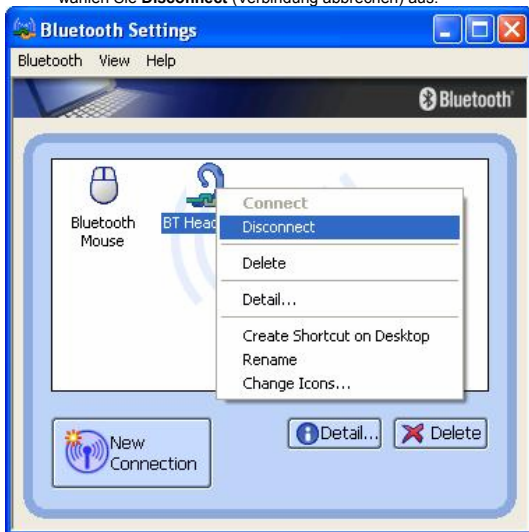 wählen Sie Disconnect (Verbindung abbrechen) aus.
Bluetooth Settings
Bluetooth View Help
Bluetooth
Bluetooth
Mouse
BT Head
Connect
Disconnect
Delete
Detail...
Create Shortcut on Desktop
Rename
Change Icons...
New
Connection
Detail...
Delete